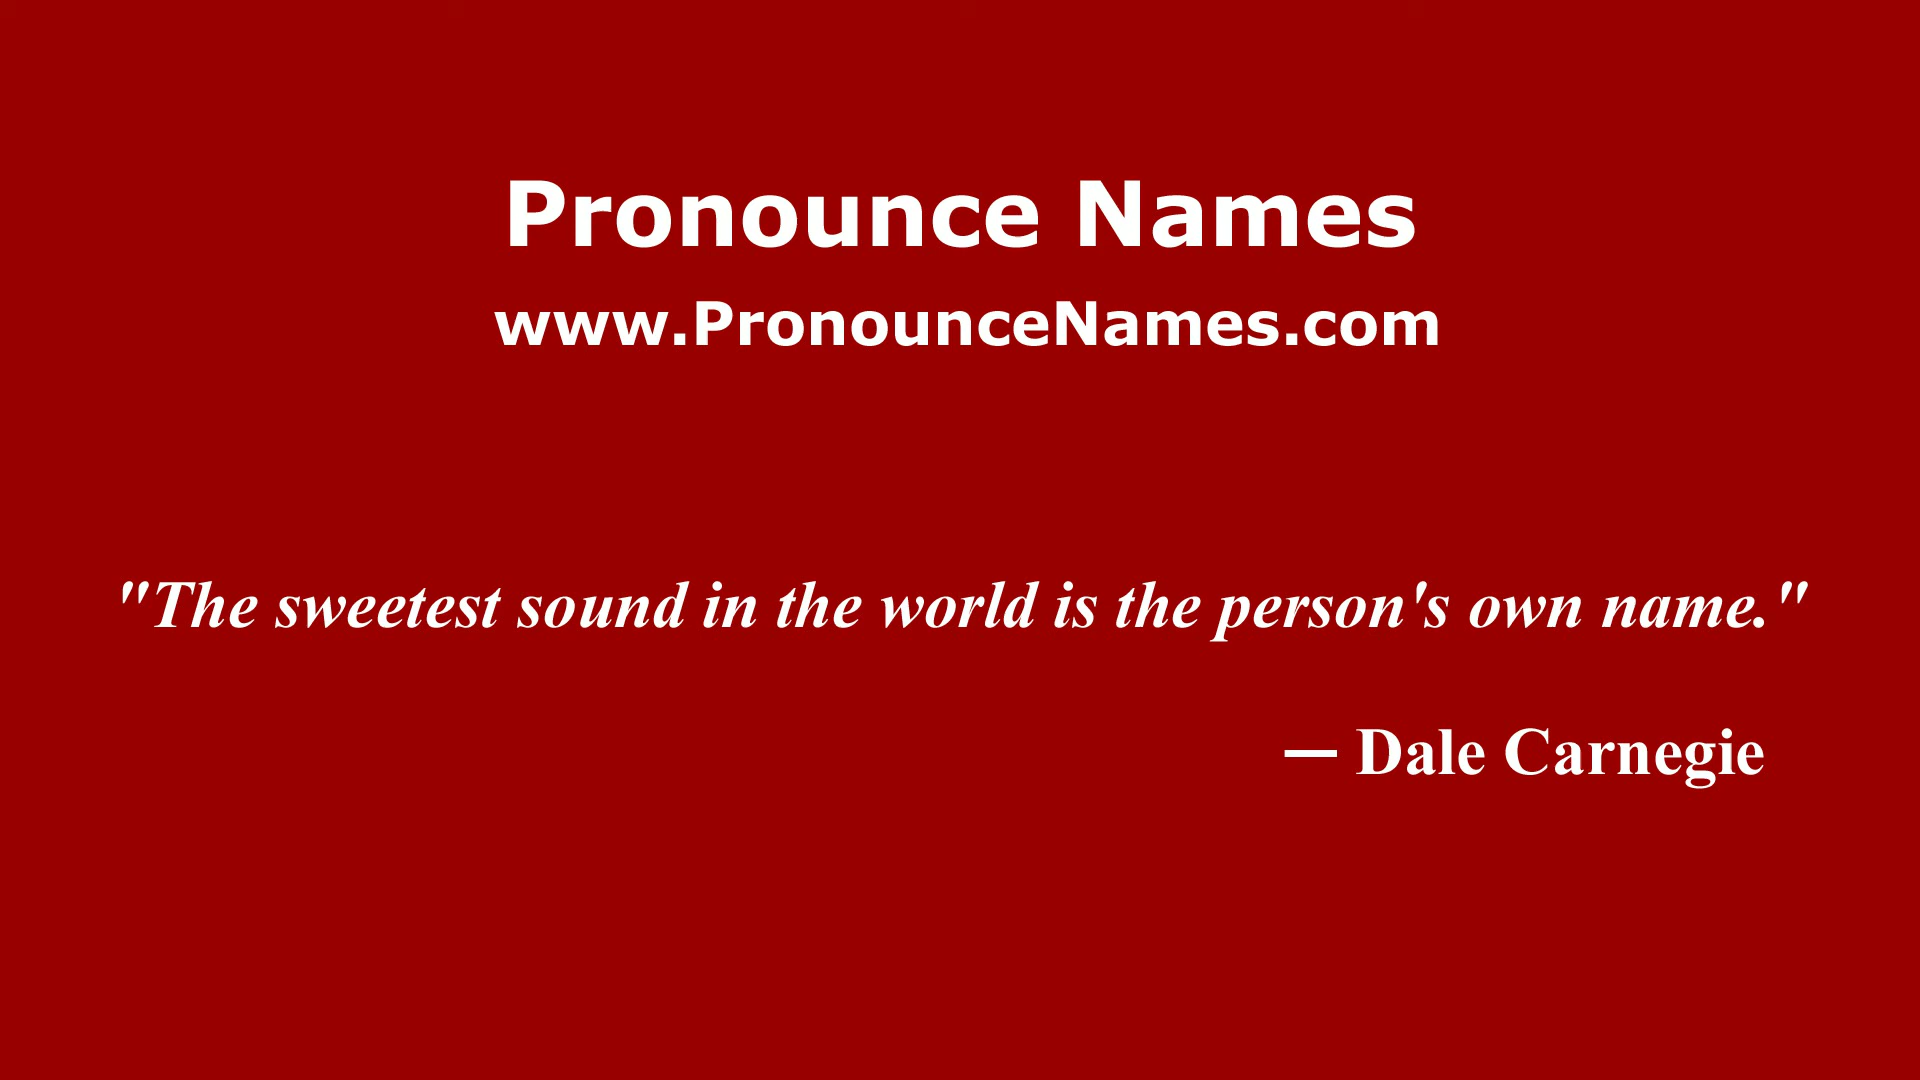 Pronounce Names
www.PronounceNames.com
"The sweetest sound in the world is the person's own name."
— Dale Carnegie